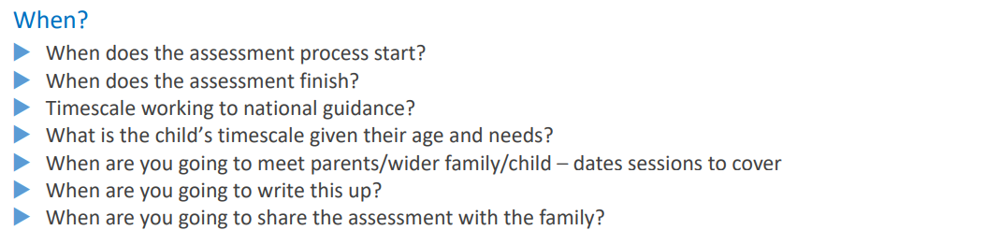 When?
When does the assessment process start?
When does the assessment finish?
Timescale working to national guidance?
What is the child’s timescale given their age and needs?
When are you going to meet parents/wider family/child – dates sessions to cover
When are you going to write this up?
When are you going to share the assessment with the family?